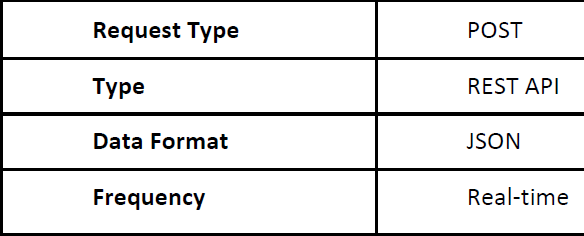 Request Type POST
Type REST API
Data Format JSON
Frequency Real-time